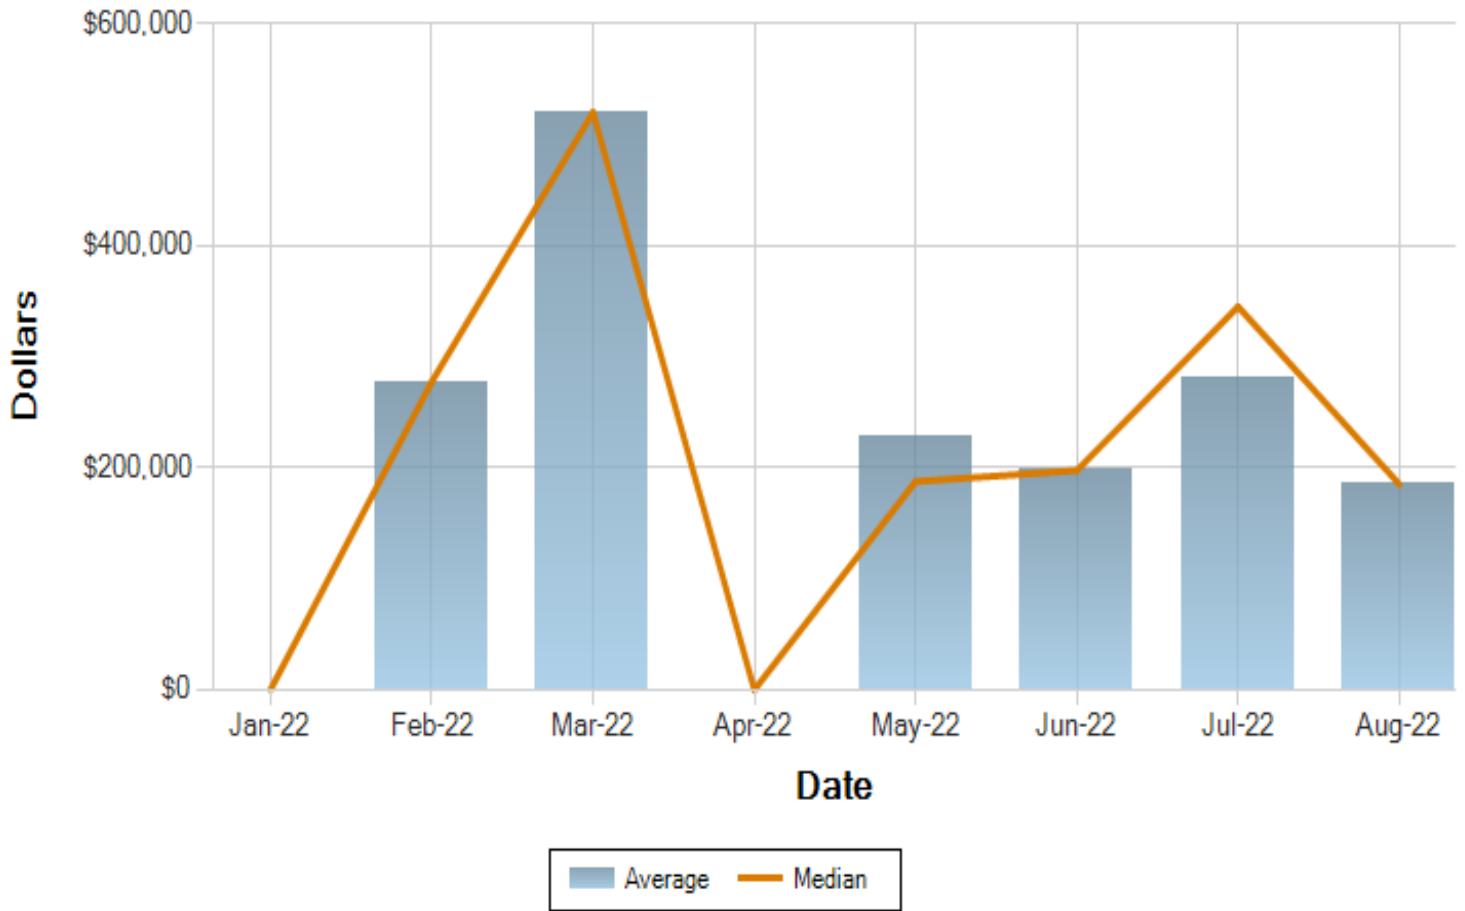 $600,000
$400,000
$200,000
$0
Dollars
Jan-22 Feb-22 Mar-22 Apr-22 May-22 Jun-22 Jul-22 Aug-22
Date
Average Median